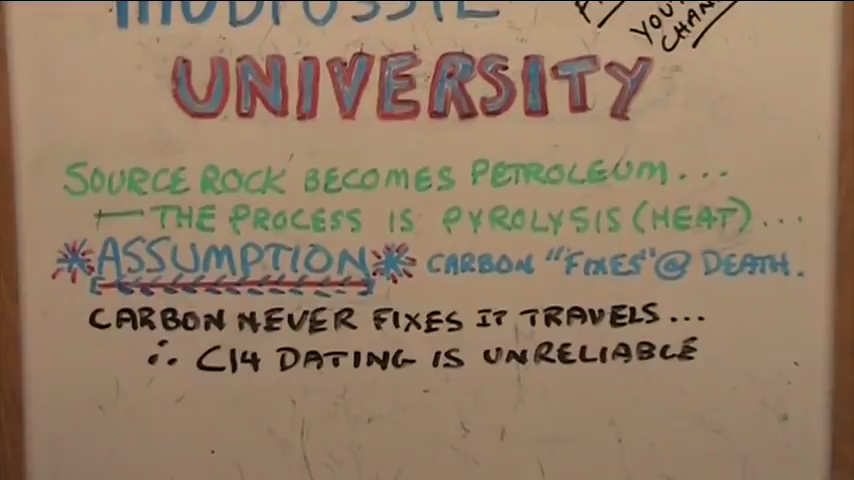 MUDFOSSIL
UNIVERSITY
SOURCE ROCK BECOMES PETROLEUM...
— THE PROCESS IS PYROLYSIS (HEAT)...
*ASSUMPTION* CARBON "FIXES" @ DEATH.
CARBON NEVER FIXES IT TRAVELS...
∴ C14 DATING IS UNRELIABLE